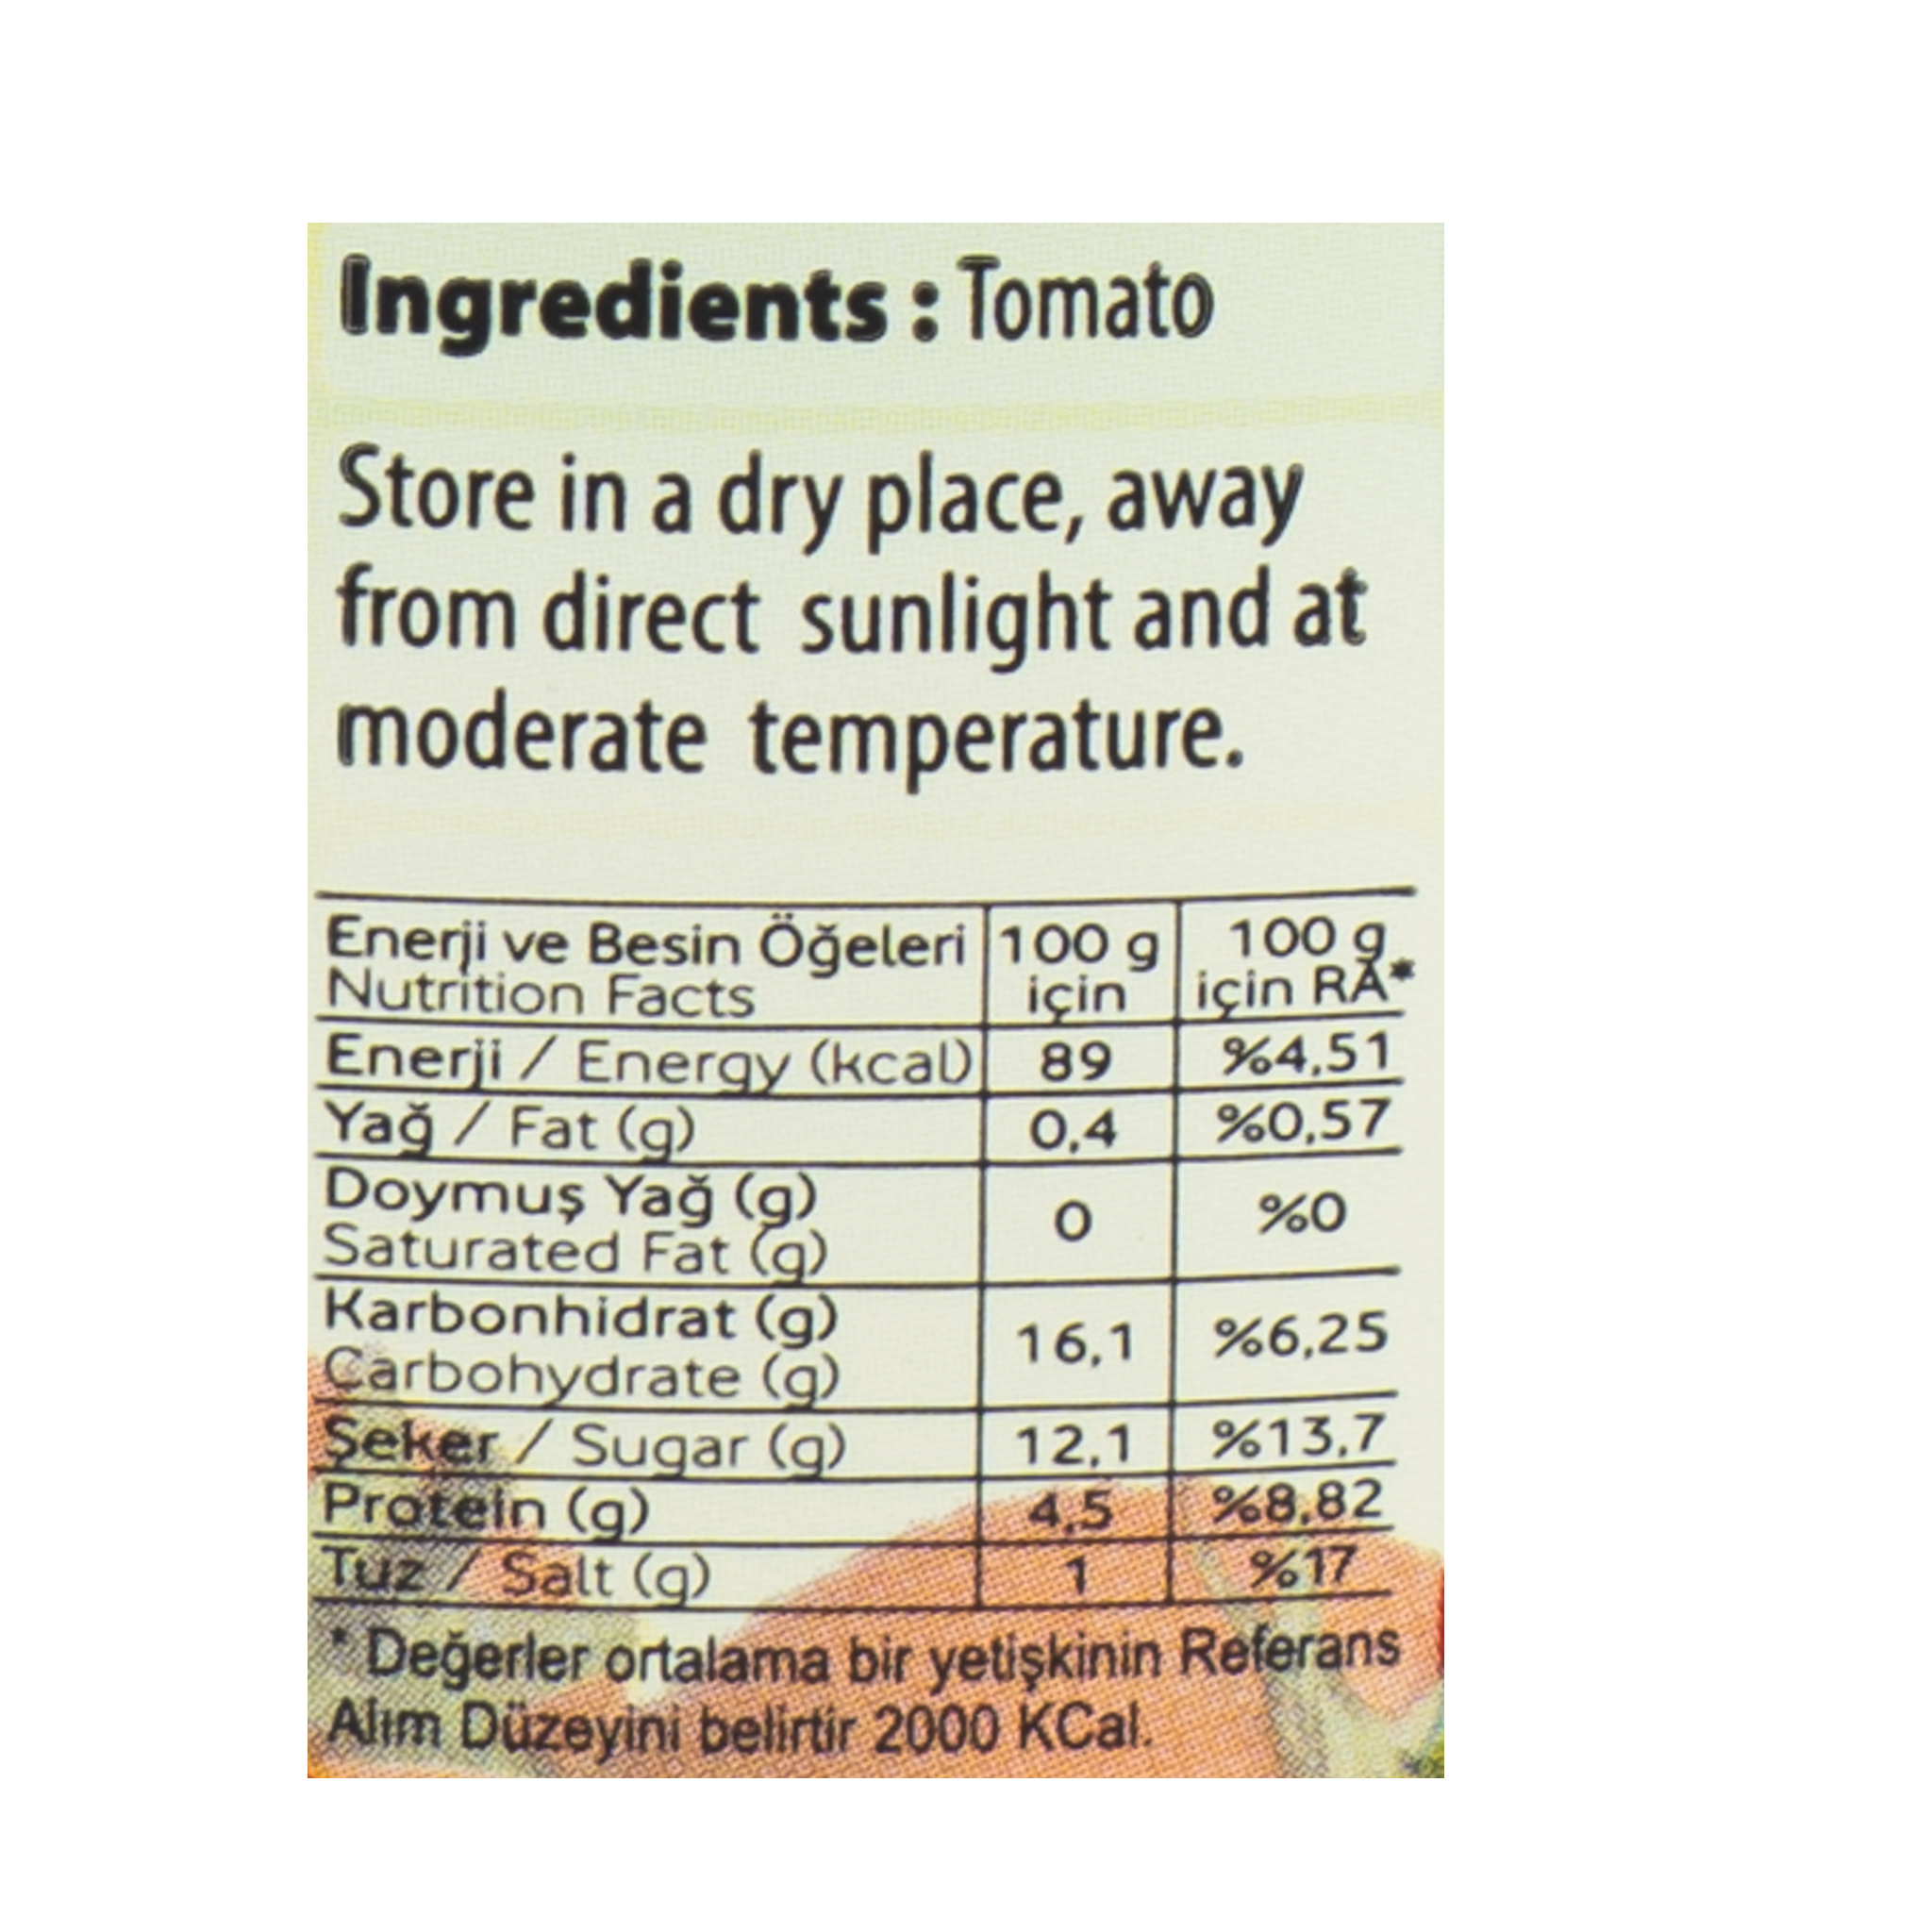 Ingredients : Tomato
Store in a dry place, away
from direct sunlight and at
moderate temperature.
Enerji ve Besin Öğeleri 100 g 100 g
Nutrition Facts için için RA*
Enerji / Energy (kcal) 89 %4,51
Yağ / Fat (g) 0,4 %0,57
Doymuş Yağ (g)
Saturated Fat (g) 0 %0
Karbonhidrat (g)
Carbohydrate (g) 16,1 %6,25
Şeker / Sugar (g) 12,1 %13,7
Protein (g) 4,5 %8,82
Tuz / Salt (g) 1 %17
* Değerler ortalama bir yetişkinin Referans
Alım Düzeyini belirtir 2000 KCal.